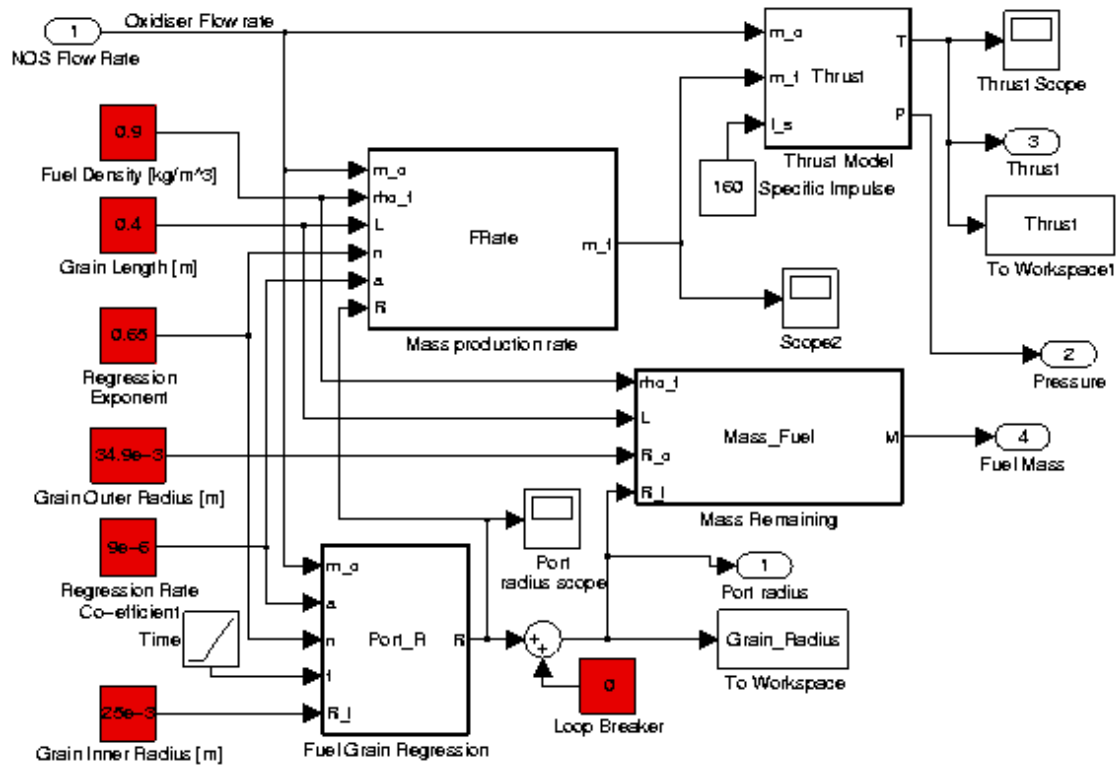 1
Oxidiser Flow rate
NOS Flow Rate
0.9
Fuel Density [kg/m^3]
0.4
Grain Length [m]
0.65
Regression
Exponent
34.9e-3
Grain Outer Radius [m]
9e-6
Regression Rate
Co-efficient
Time
25e-3
Grain Inner Radius [m]
m_o
rho_f
L
n
a
R
FRate
m_f
Mass production rate
m_o
m_f
I_s
Thrust
T
P
Thrust Model
160
Specific Impulse
Thrust Scope
3
Thrust
Thrust
To Workspace1
Scope2
2
Pressure
rho_f
L
R_o
R_I
Mass_Fuel
M
Mass Remaining
4
Fuel Mass
m_o
a
n
t
R_I
Port_R
R
Fuel Grain Regression
Port
radius scope
+
+
0
Loop Breaker
1
Port radius
Grain_Radius
To Workspace